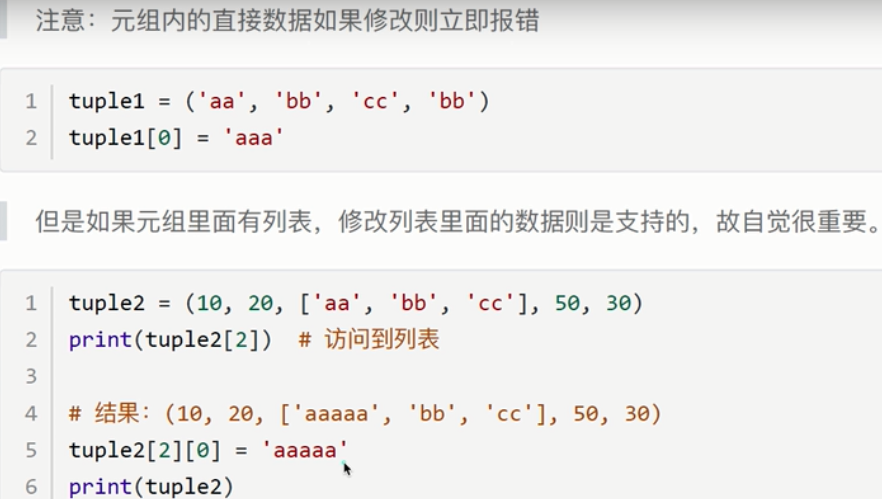 注意：元组内的直接数据如果修改则立即报错
1 tuple1 = ('aa', 'bb', 'cc', 'bb')
2 tuple1[0] = 'aaa'
但是如果元组里面有列表，修改列表里面的数据则是支持的，故自觉很重要。
1 tuple2 = (10, 20, ['aa', 'bb', 'cc'], 50, 30)
2 print(tuple2[2])  # 访问到列表
3
4 # 结果：(10, 20, ['aaaaa', 'bb', 'cc'], 50, 30)
5 tuple2[2][0] = 'aaaaa'
6 print(tuple2)